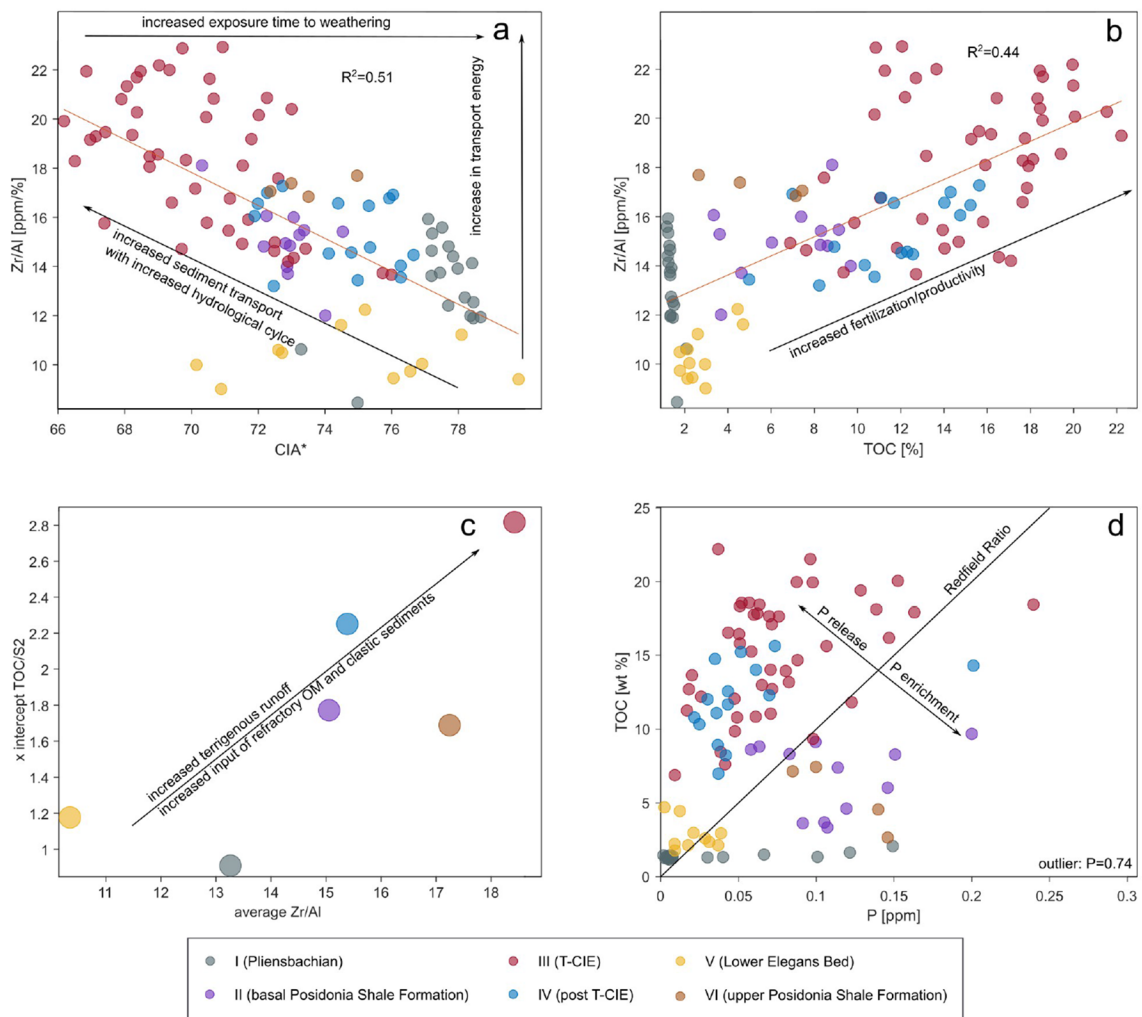 increased exposure time to weathering
a
R²=0.51
increase in transport energy
increased sediment transport
with increased hydrological cylce
Zr/Al [ppm/%]
22
20
18
16
14
12
10
66
68
70
72
74
76
78
CIA*
b
R²=0.44
increased fertilization/productivity
Zr/Al [ppm/%]
22
20
18
16
14
12
10
2
4
6
8
10
12
14
16
18
20
22
TOC [%]
c
increased terrigenous runoff
increased input of refractory OM and clastic sediments
x intercept TOC/S2
2.8
2.6
2.4
2.2
2
1.8
1.6
1.4
1.2
1
11
12
13
14
15
16
17
18
average Zr/Al
d
Redfield Ratio
P release
P enrichment
outlier: P=0.74
TOC [wt %]
25
20
15
10
5
0
0
0.05
0.1
0.15
0.2
0.25
0.3
P [ppm]
I (Pliensbachian)
III (T-CIE)
V (Lower Elegans Bed)
II (basal Posidonia Shale Formation)
IV (post T-CIE)
VI (upper Posidonia Shale Formation)